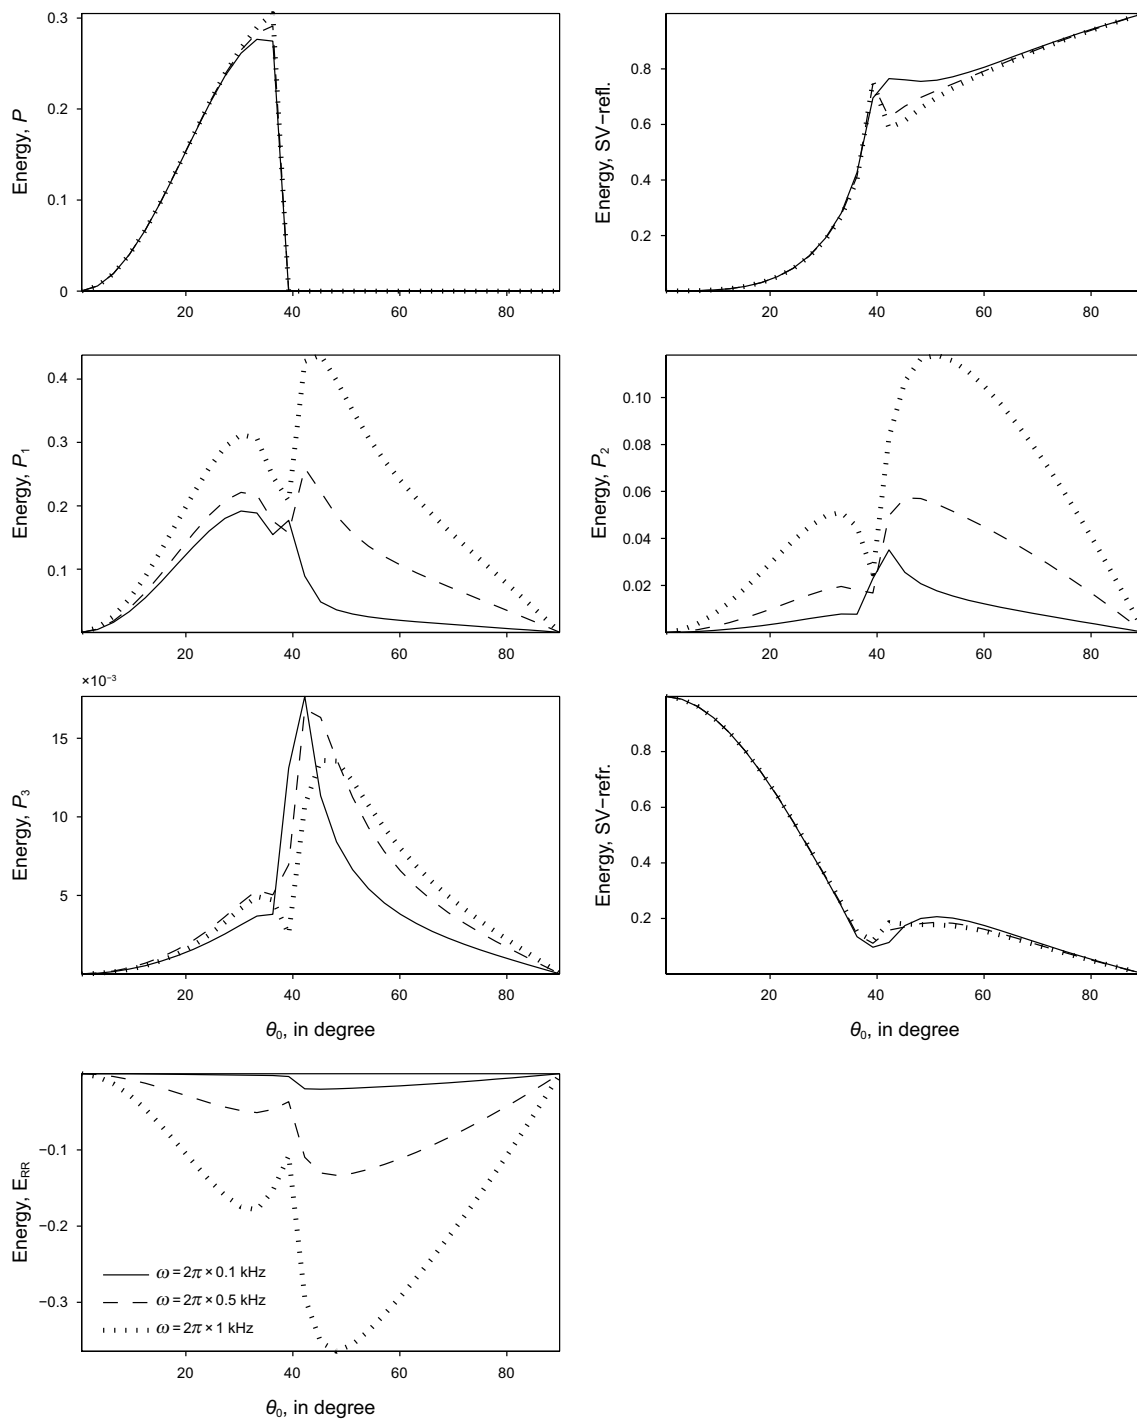 Energy, P
0.3
0.2
0.1
0
20 40 60 80
Energy, SV−refl.
0.8
0.6
0.4
0.2
20 40 60 80
Energy, P₁
0.4
0.3
0.2
0.1
20 40 60 80
Energy, P₂
0.10
0.08
0.06
0.04
0.02
20 40 60 80
×10⁻³
Energy, P₃
15
10
5
20 40 60 80
θ₀, in degree
Energy, SV−refr.
0.8
0.6
0.4
0.2
20 40 60 80
θ₀, in degree
Energy, E_RR
−0.1
−0.2
−0.3
ω=2π×0.1 kHz
ω=2π×0.5 kHz
ω=2π×1 kHz
20 40 60 80
θ₀, in degree